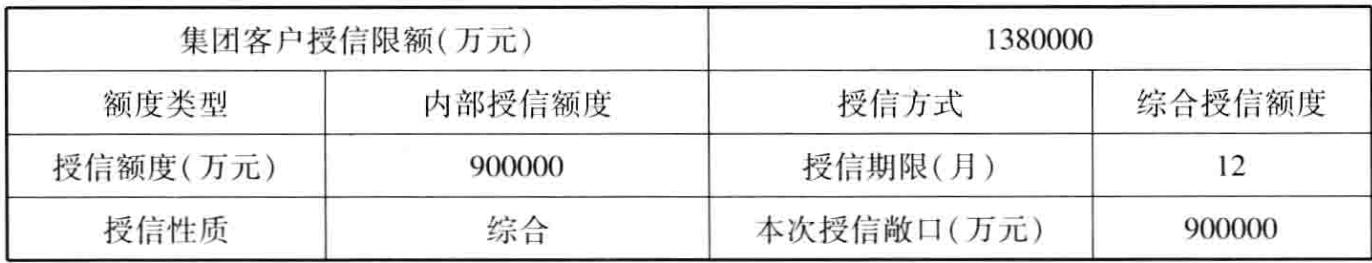 集团客户授信限额(万元) 1380000
额度类型 内部授信额度 授信方式 综合授信额度
授信额度(万元) 900000 授信期限(月) 12
授信性质 综合 本次授信敞口(万元) 900000